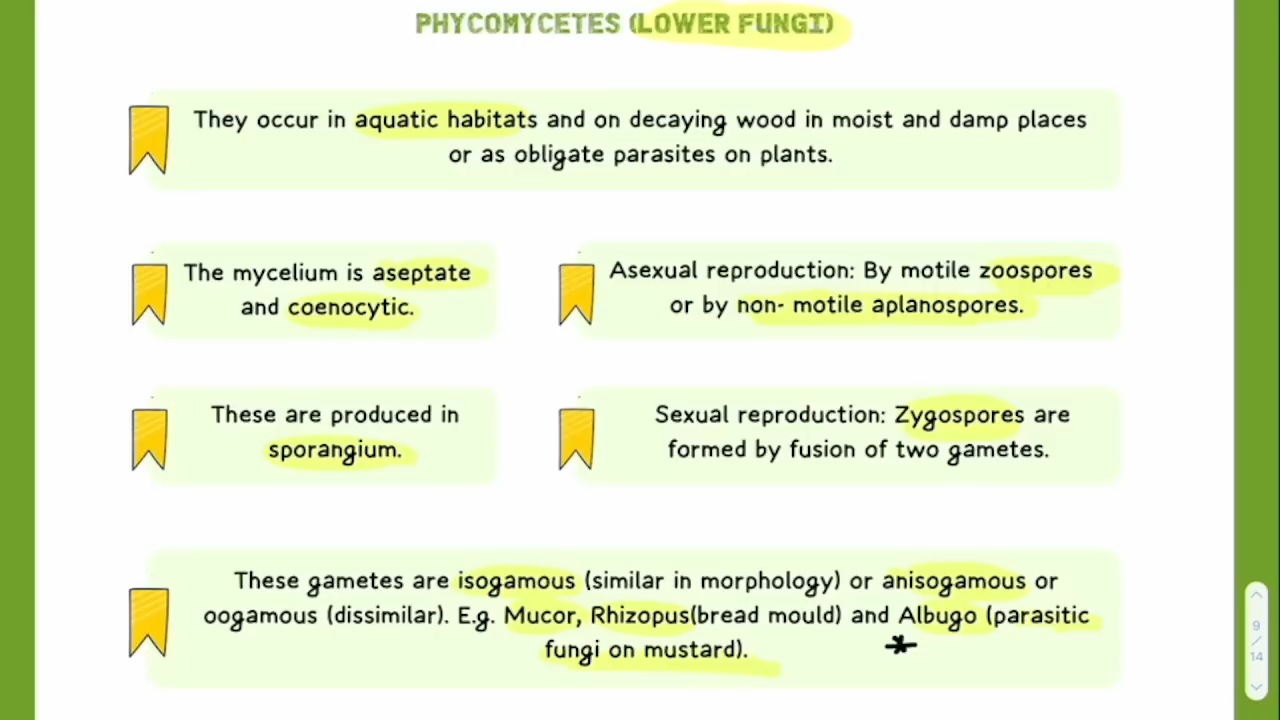 PHYCOMYCETES (LOWER FUNGI)
They occur in aquatic habitats and on decaying wood in moist and damp places
or as obligate parasites on plants.
The mycelium is aseptate
and coenocytic.
Asexual reproduction: By motile zoospores
or by non- motile aplanospores.
These are produced in
sporangium.
Sexual reproduction: Zygospores are
formed by fusion of two gametes.
These gametes are isogamous (similar in morphology) or anisogamous or
oogamous (dissimilar). E.g. Mucor, Rhizopus(bread mould) and Albugo (parasitic
fungi on mustard).
9
/
14